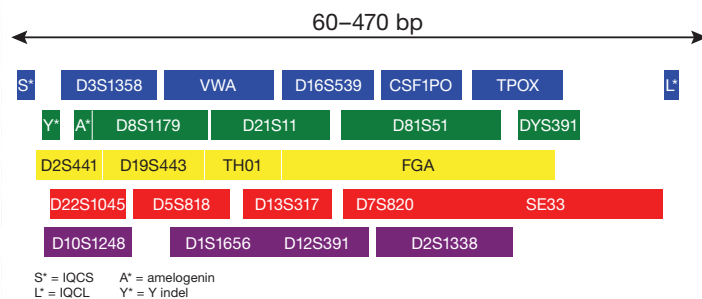 60–470 bp
S* D3S1358 VWA D16S539 CSF1PO TPOX L*
Y* A* D8S1179 D21S11 D81S51 DYS391
D2S441 D19S443 TH01 FGA
D22S1045 D5S818 D13S317 D7S820 SE33
D10S1248 D1S1656 D12S391 D2S1338
S* = IQCS A* = amelogenin
L* = IQCL Y* = Y indel